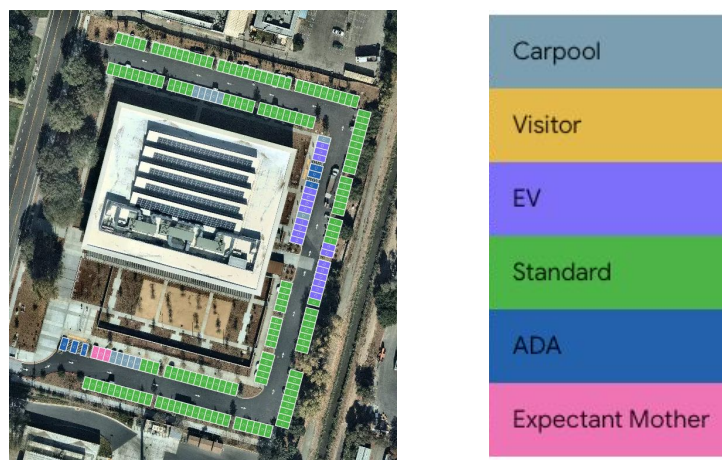 Carpool
Visitor
EV
Standard
ADA
Expectant Mother